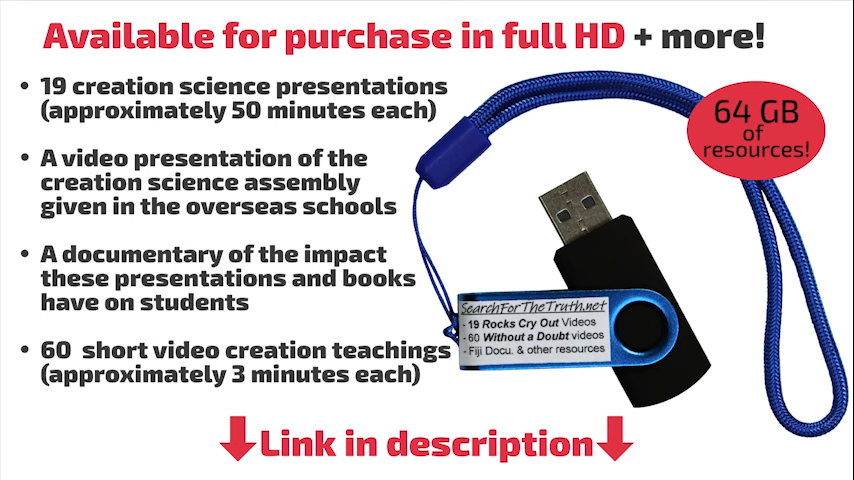 Available for purchase in full HD + more!
• 19 creation science presentations
(approximately 50 minutes each)
• A video presentation of the
creation science assembly
given in the overseas schools
• A documentary of the impact
these presentations and books
have on students
• 60 short video creation teachings
(approximately 3 minutes each)
64 GB
of
resources!
SearchForTheTruth.net
- 19 Rocks Cry Out Videos
- 60 Without a Doubt videos
- Fiji Docu. & other resources
Link in description